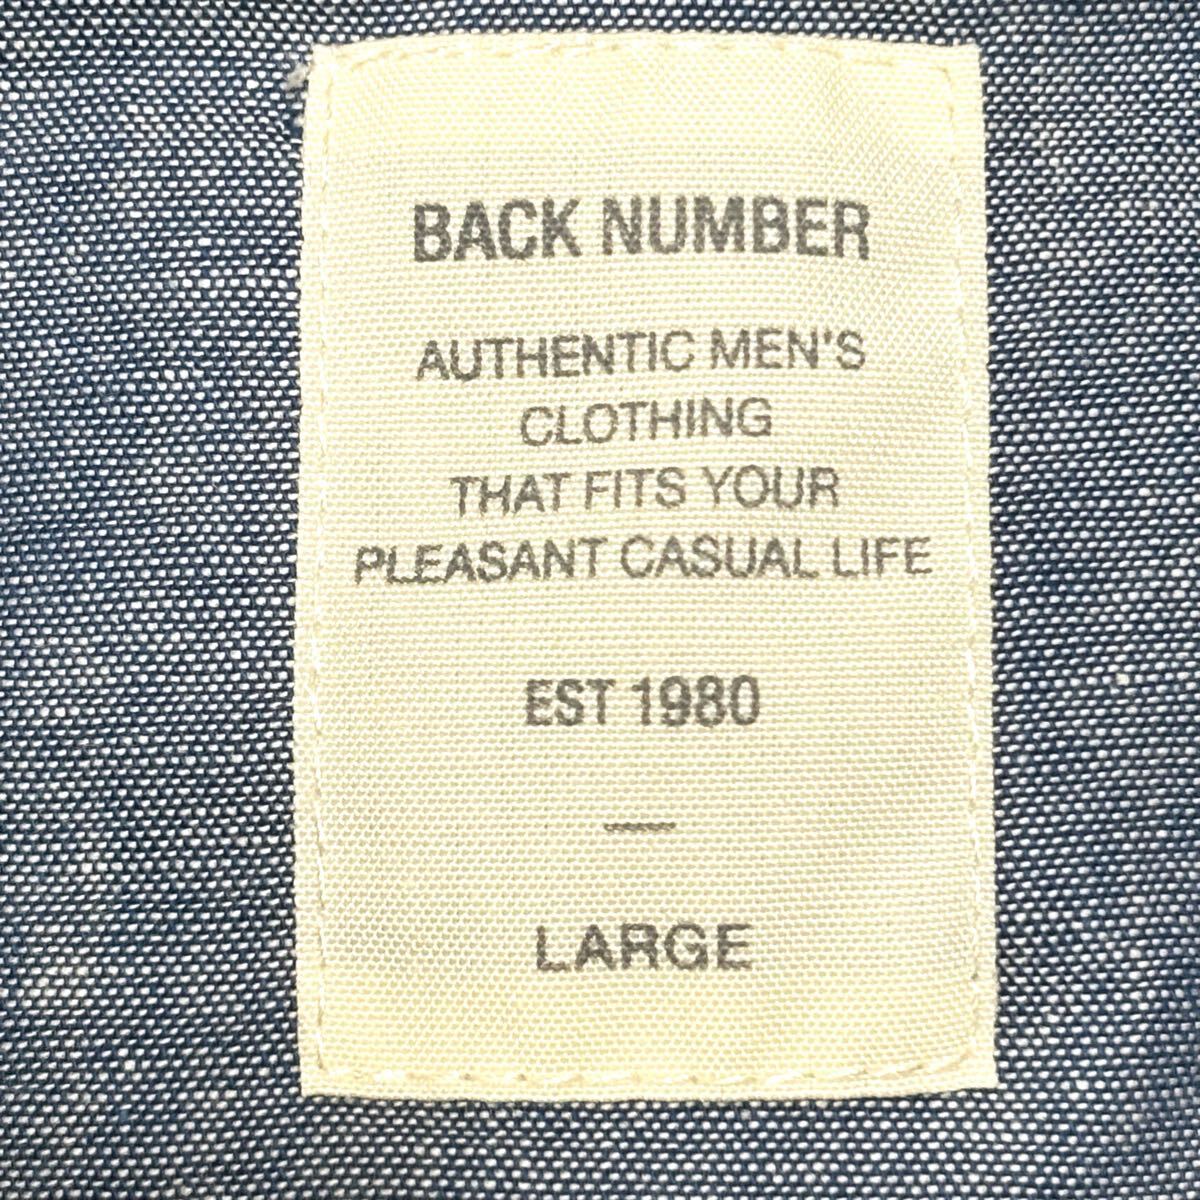 BACK NUMBER
AUTHENTIC MEN'S
CLOTHING
THAT FITS YOUR
PLEASANT CASUAL LIFE
EST 1980
—
LARGE